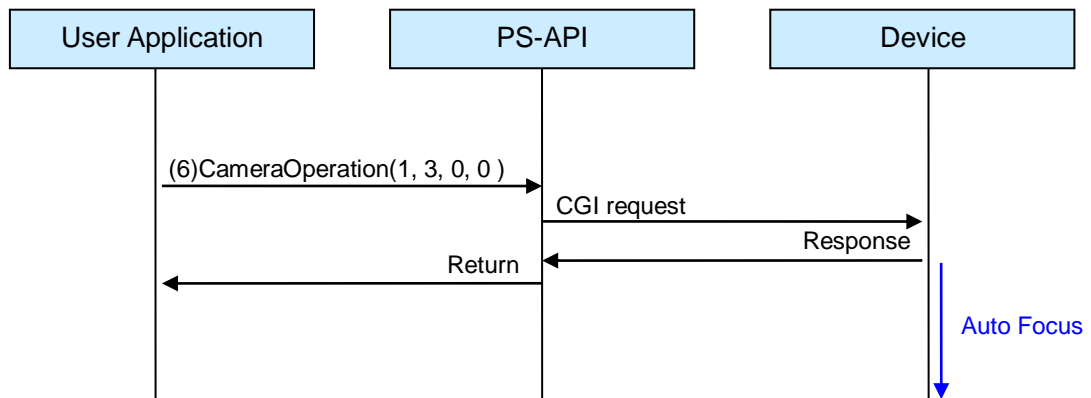 User Application
PS-API
Device
(6)CameraOperation(1, 3, 0, 0 )
CGI request
Response
Return
Auto Focus